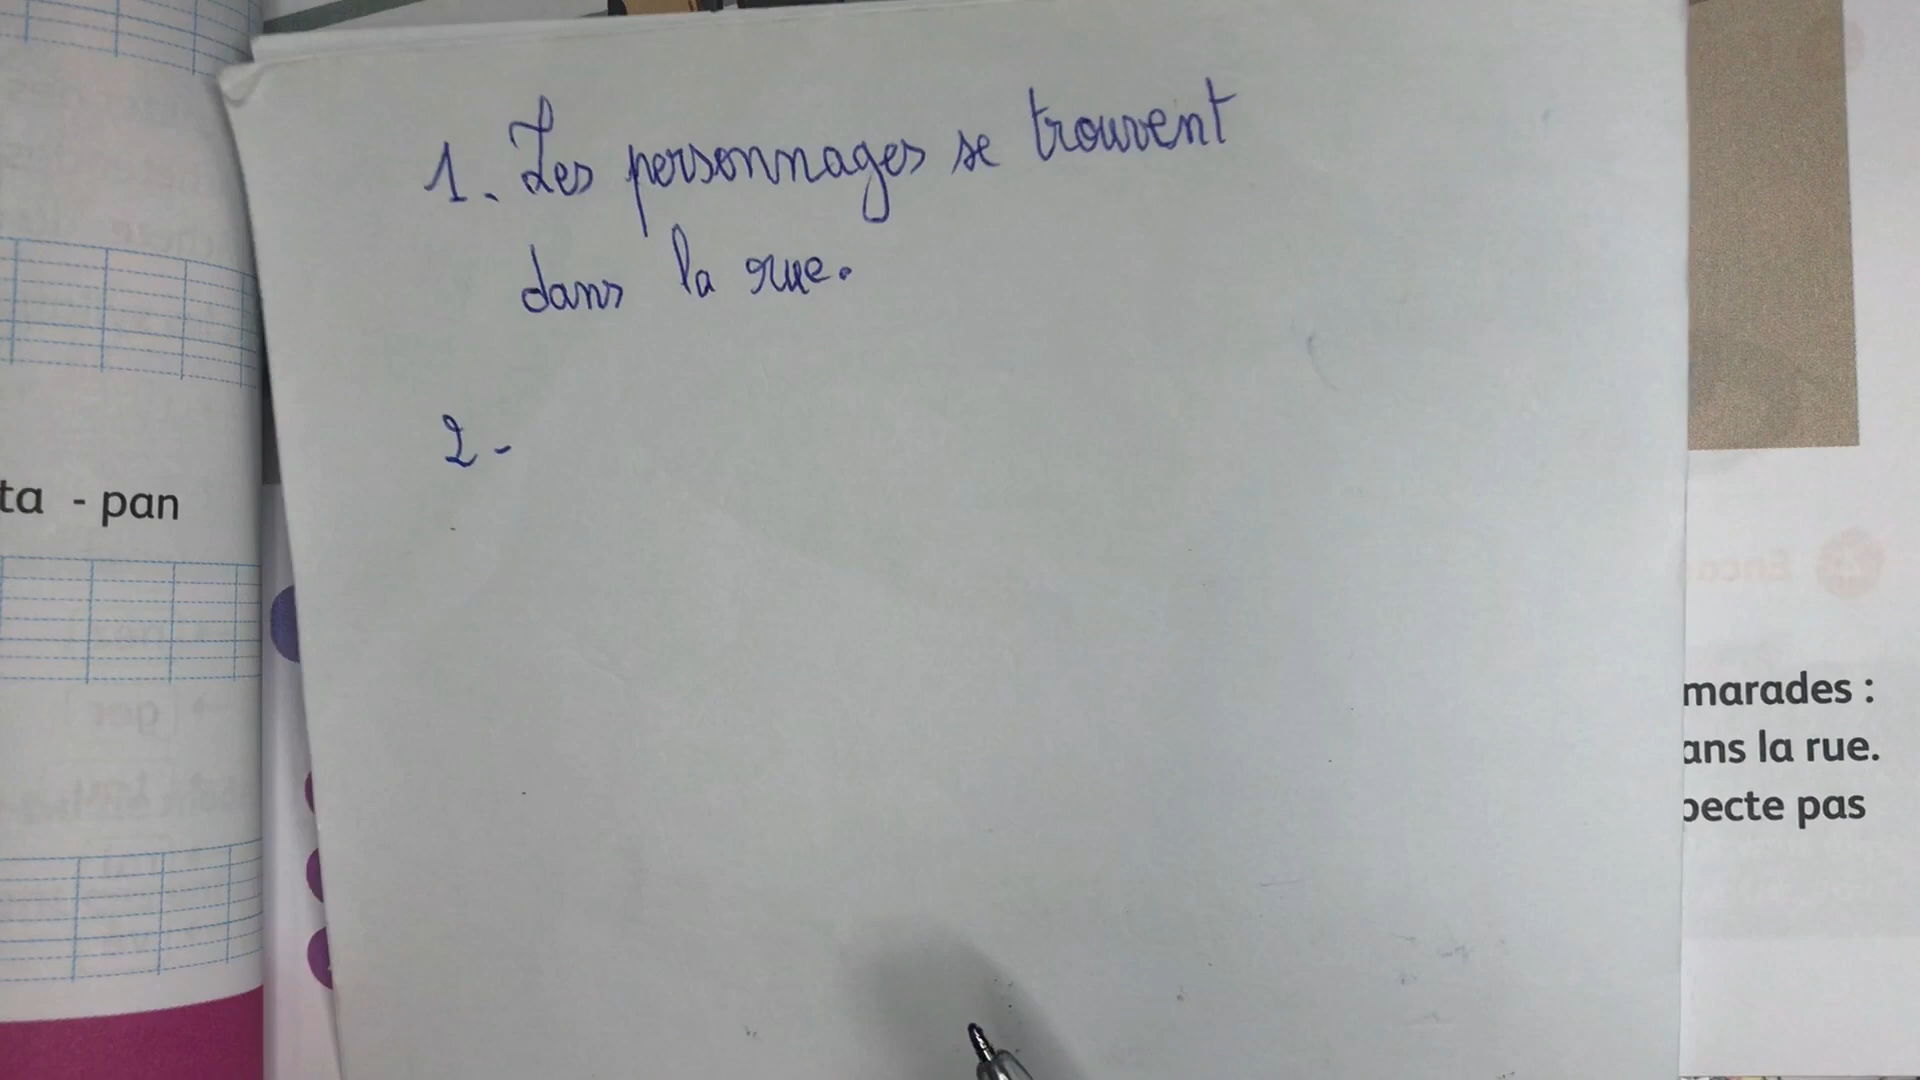 1. Les personnages se trouvent
dans la rue.
2-
ta - pan
marades :
ans la rue.
pecte pas